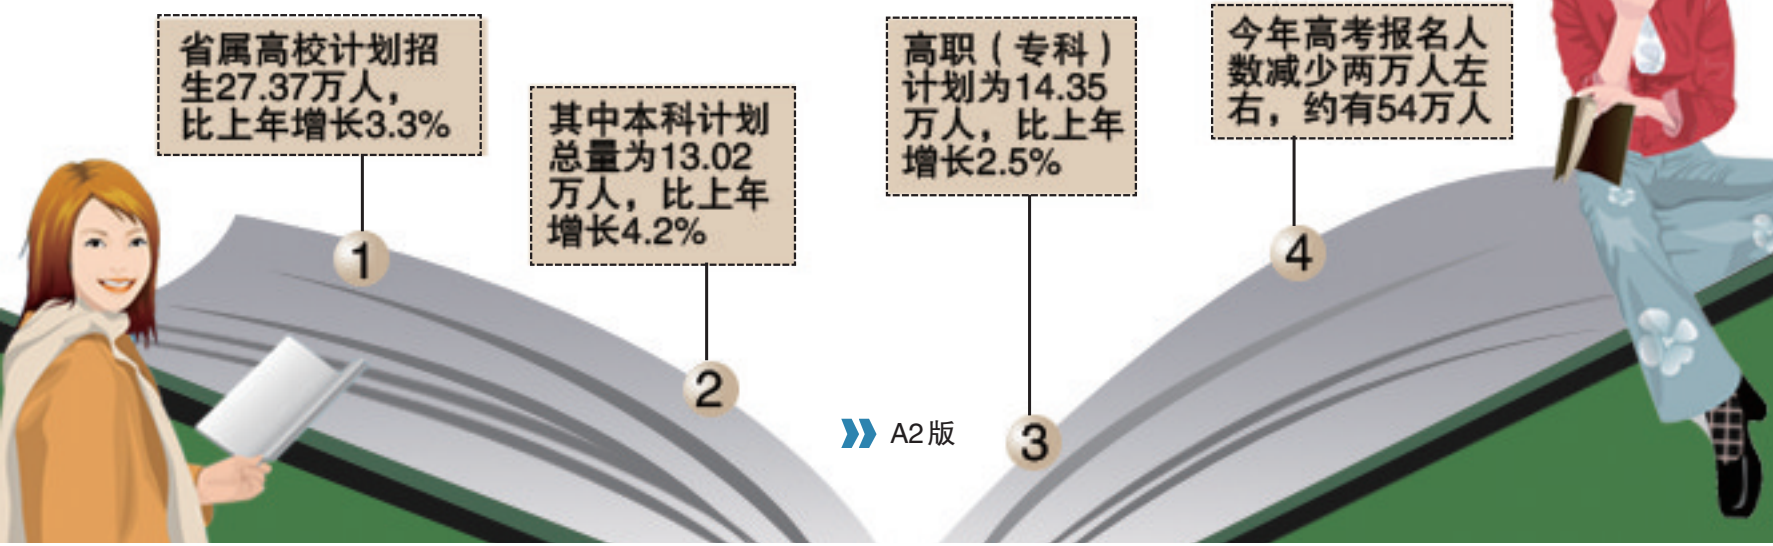 省属高校计划招
生27.37万人，
比上年增长3.3%
1
其中本科计划
总量为13.02
万人，比上年
增长4.2%
2
高职（专科）
计划为14.35
万人，比上年
增长2.5%
3
今年高考报名人
数减少两万人左
右，约有54万人
4
A2版